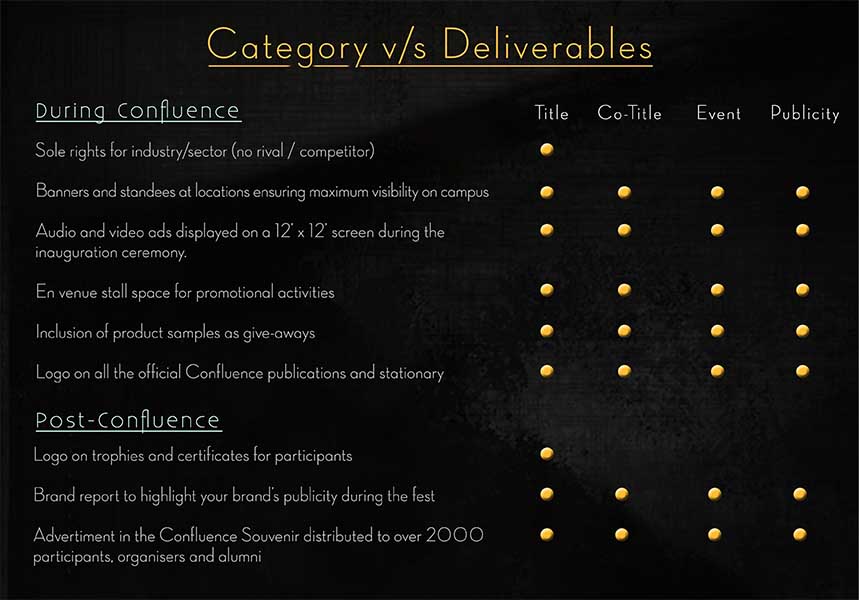 Category v/s Deliverables
During Confluence
Title Co-Title Event Publicity
Sole rights for industry/sector (no rival / competitor)
Banners and standees at locations ensuring maximum visibility on campus
Audio and video ads displayed on a 12' x 12' screen during the
inauguration ceremony.
En venue stall space for promotional activities
Inclusion of product samples as give-aways
Logo on all the official Confluence publications and stationary
Post-Confluence
Logo on trophies and certificates for participants
Brand report to highlight your brand's publicity during the fest
Advertiment in the Confluence Souvenir distributed to over 2000
participants, organisers and alumni